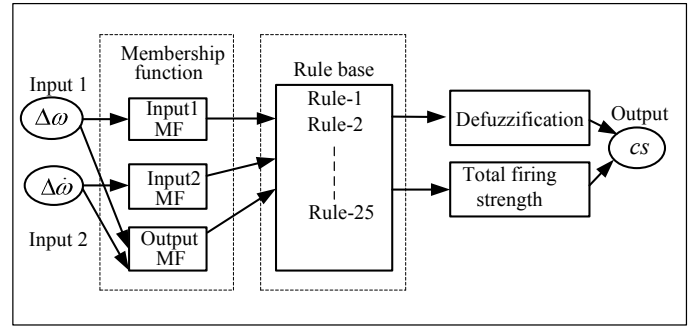 Membership
function
Input 1
Δω
Input1
MF
Δω̇
Input2
MF
Input 2
Output
MF
Rule base
Rule-1
Rule-2
Rule-25
Defuzzification
Total firing
strength
Output
cs